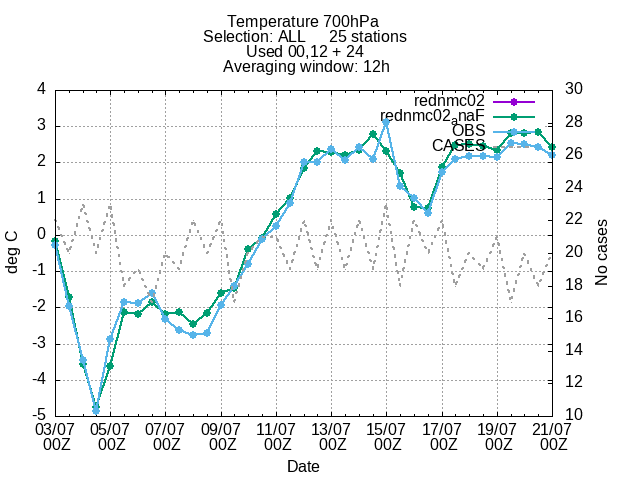 Temperature 700hPa
Selection: ALL 25 stations
Used 00,12 + 24
Averaging window: 12h
rednmc02
rednmc02anaF
OBS
CASES
4
3
2
1
0
-1
-2
-3
-4
-5
deg C
30
28
26
24
22
20
18
16
14
12
10
No cases
03/07 05/07 07/07 09/07 11/07 13/07 15/07 17/07 19/07 21/07
00Z 00Z 00Z 00Z 00Z 00Z 00Z 00Z 00Z 00Z
Date